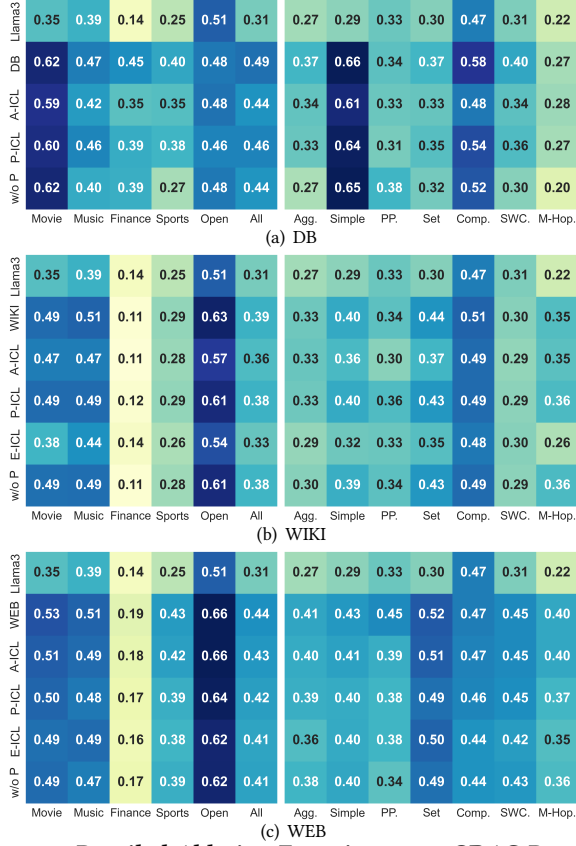 Llama3 0.35 0.39 0.14 0.25 0.51 0.31 0.27 0.29 0.33 0.30 0.47 0.31 0.22
DB 0.62 0.47 0.45 0.40 0.48 0.49 0.37 0.66 0.34 0.37 0.58 0.40 0.27
A-ICL 0.59 0.42 0.35 0.35 0.48 0.44 0.34 0.61 0.33 0.33 0.48 0.34 0.28
P-ICL 0.60 0.46 0.39 0.38 0.46 0.46 0.33 0.64 0.31 0.35 0.54 0.36 0.27
w/o P 0.62 0.40 0.39 0.27 0.48 0.44 0.27 0.65 0.38 0.32 0.52 0.30 0.20
Movie Music Finance Sports Open All Agg. Simple PP. Set Comp. SWC. M-Hop.
(a) DB
Llama3 0.35 0.39 0.14 0.25 0.51 0.31 0.27 0.29 0.33 0.30 0.47 0.31 0.22
WIKI 0.49 0.51 0.11 0.29 0.63 0.39 0.33 0.40 0.34 0.44 0.51 0.30 0.35
A-ICL 0.47 0.47 0.11 0.28 0.57 0.36 0.33 0.36 0.30 0.37 0.49 0.29 0.35
P-ICL 0.49 0.49 0.12 0.29 0.61 0.38 0.33 0.40 0.36 0.43 0.49 0.29 0.36
E-ICL 0.38 0.44 0.14 0.26 0.54 0.33 0.29 0.32 0.33 0.35 0.48 0.30 0.26
w/o P 0.49 0.49 0.11 0.28 0.61 0.38 0.30 0.39 0.34 0.43 0.49 0.29 0.36
Movie Music Finance Sports Open All Agg. Simple PP. Set Comp. SWC. M-Hop.
(b) WIKI
Llama3 0.35 0.39 0.14 0.25 0.51 0.31 0.27 0.29 0.33 0.30 0.47 0.31 0.22
WEB 0.53 0.51 0.19 0.43 0.66 0.44 0.41 0.43 0.45 0.52 0.47 0.45 0.40
A-ICL 0.51 0.49 0.18 0.42 0.66 0.43 0.40 0.41 0.39 0.51 0.47 0.45 0.40
P-ICL 0.50 0.48 0.17 0.39 0.64 0.42 0.39 0.40 0.38 0.49 0.46 0.45 0.37
E-ICL 0.49 0.49 0.16 0.38 0.62 0.41 0.36 0.40 0.38 0.50 0.44 0.42 0.35
w/o P 0.49 0.47 0.17 0.39 0.62 0.41 0.38 0.40 0.34 0.49 0.44 0.43 0.36
Movie Music Finance Sports Open All Agg. Simple PP. Set Comp. SWC. M-Hop.
(c) WEB